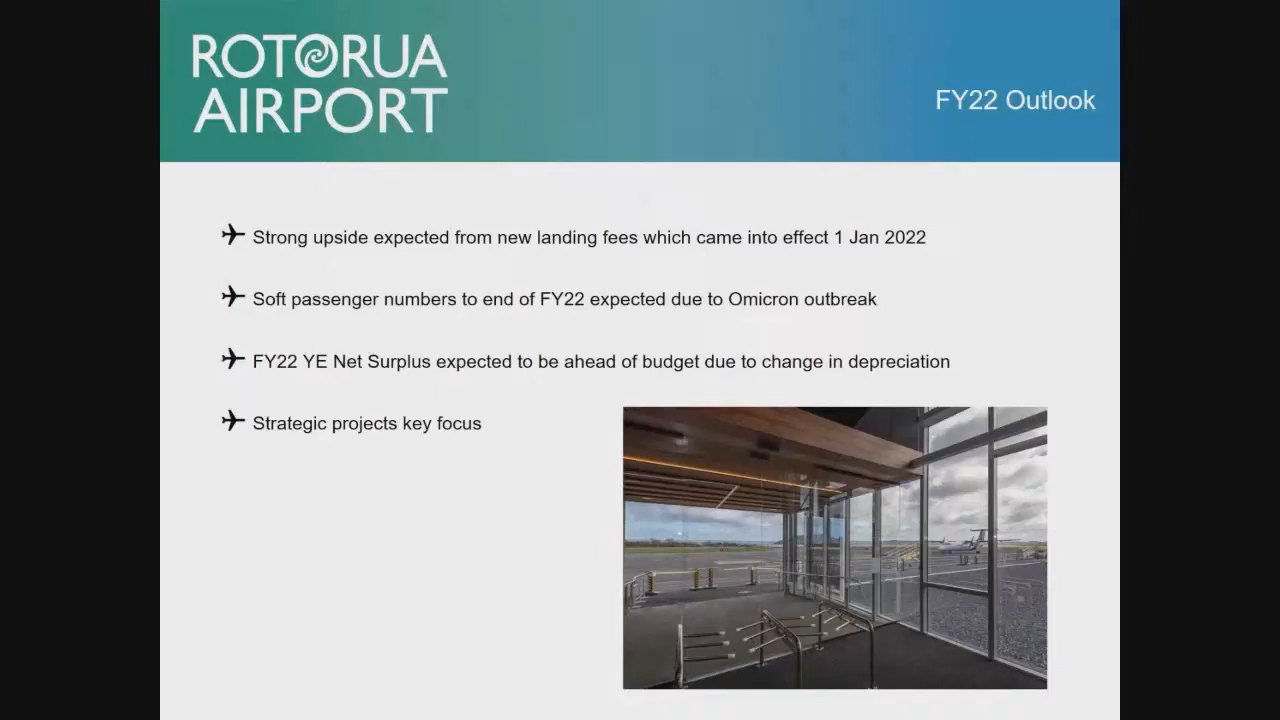 ROTORUA
AIRPORT
FY22 Outlook
Strong upside expected from new landing fees which came into effect 1 Jan 2022
Soft passenger numbers to end of FY22 expected due to Omicron outbreak
FY22 YE Net Surplus expected to be ahead of budget due to change in depreciation
Strategic projects key focus